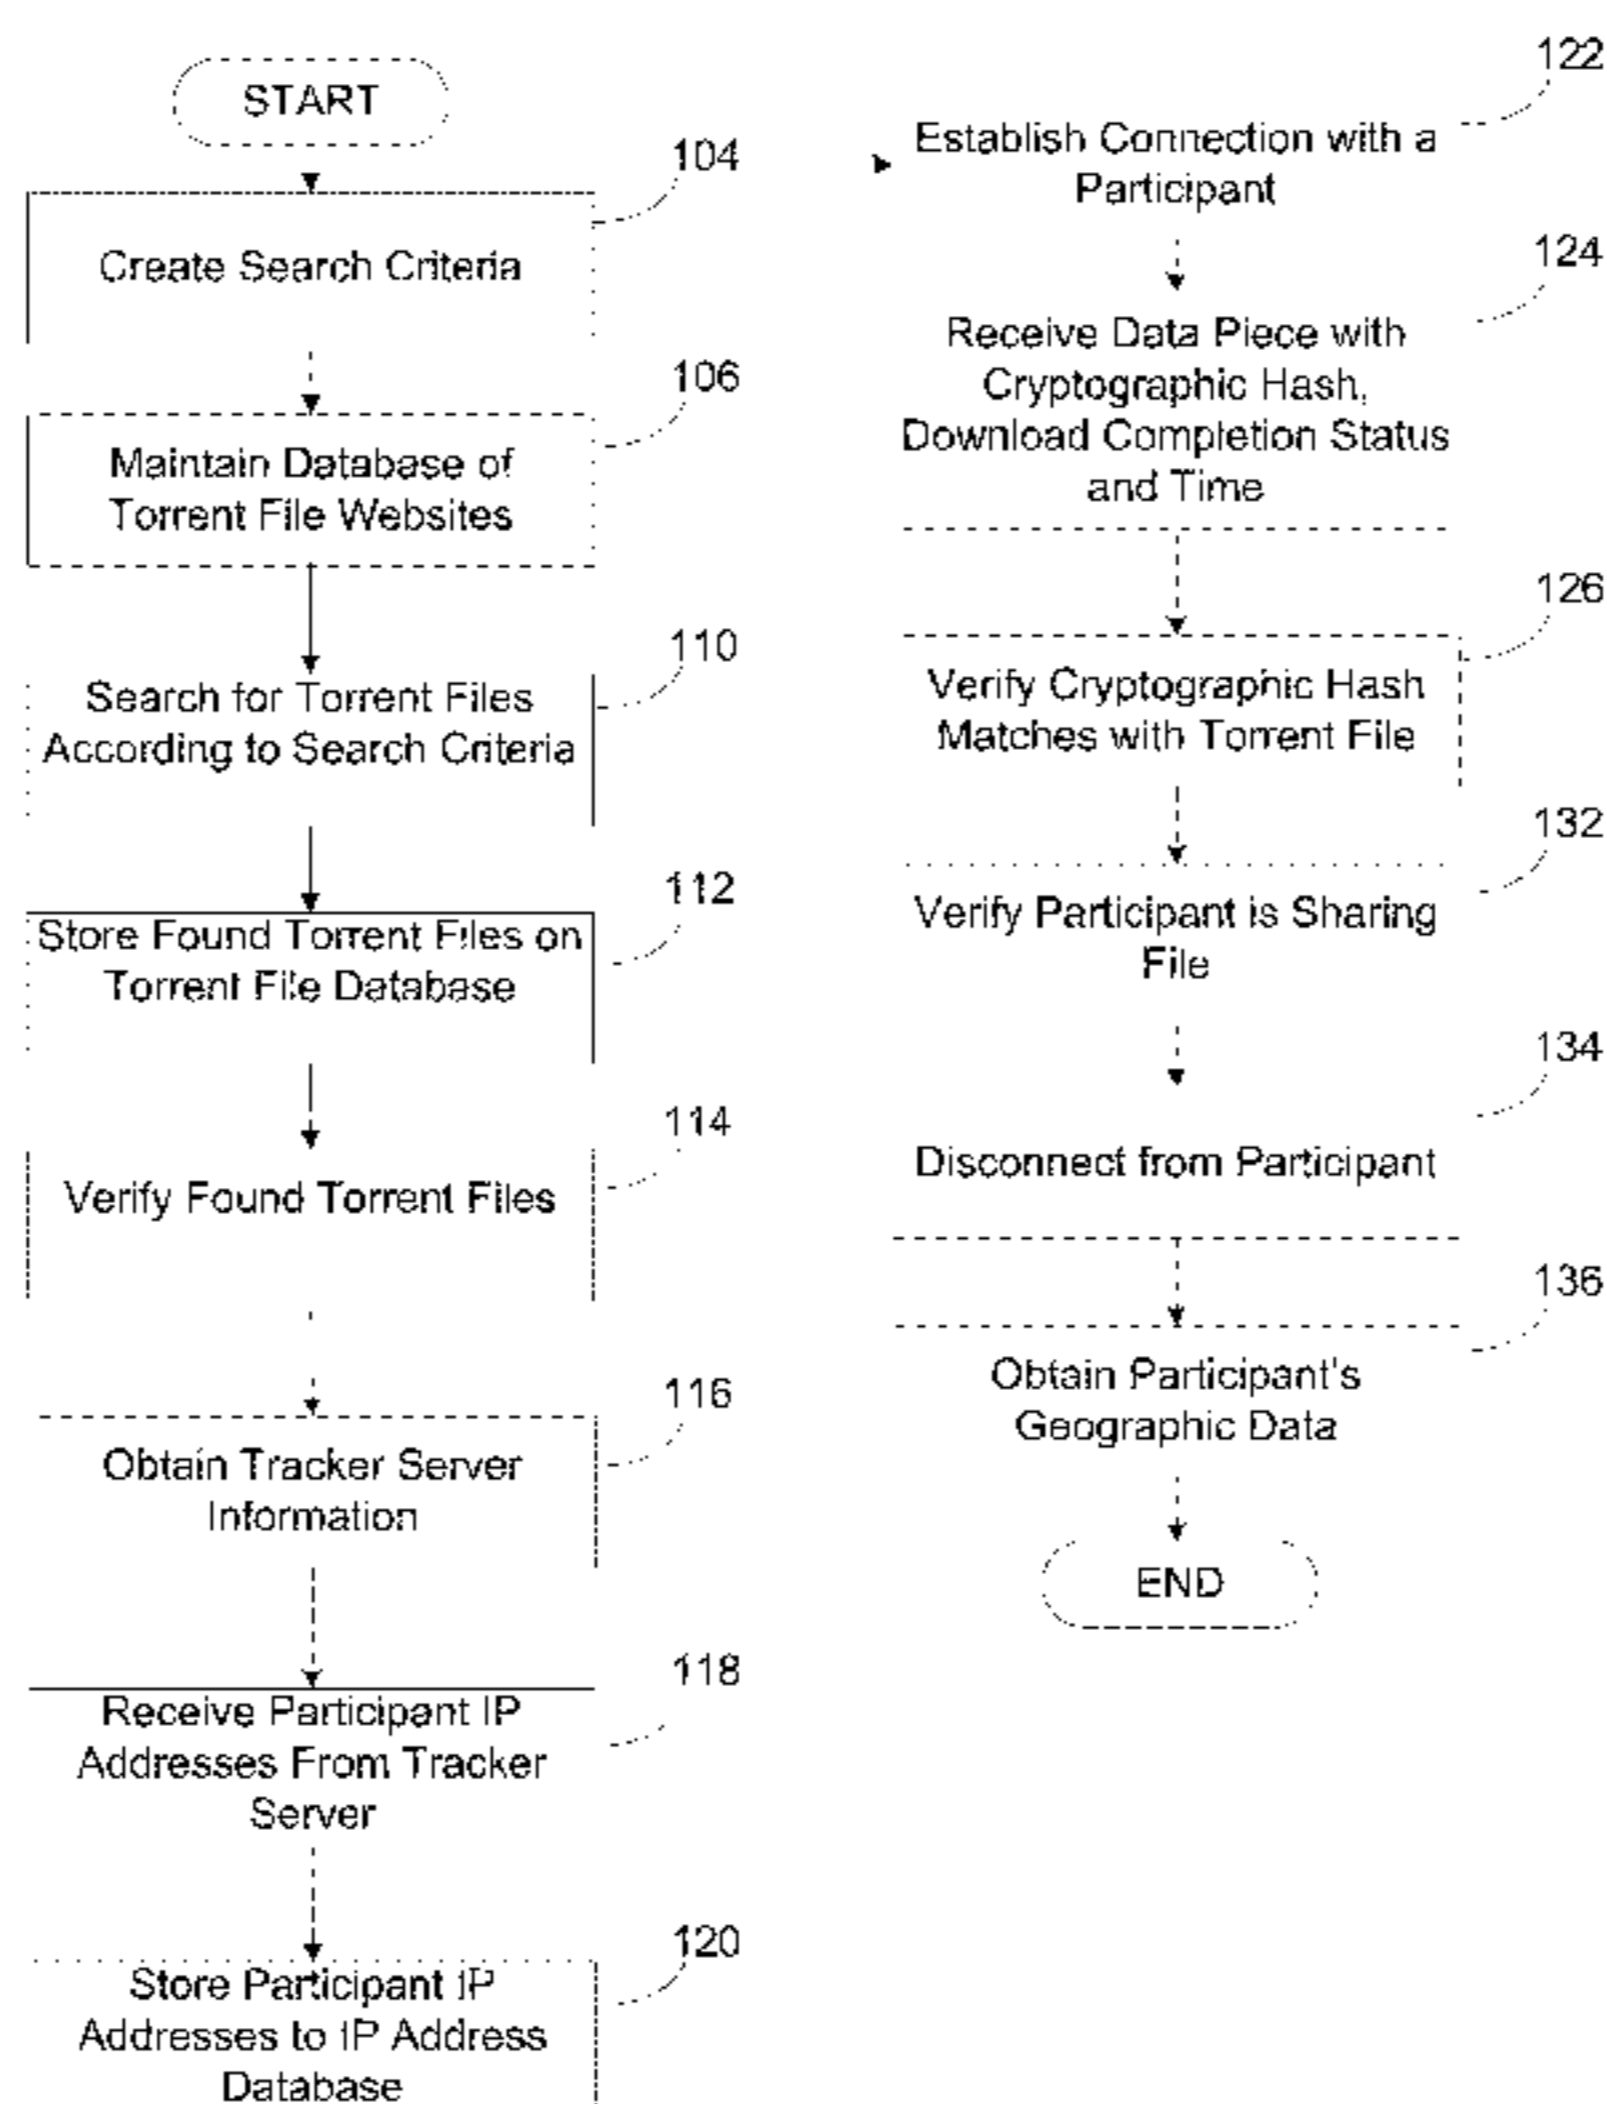 START
104
Create Search Criteria
106
Maintain Database of
Torrent File Websites
110
Search for Torrent Files
According to Search Criteria
112
Store Found Torrent Files on
Torrent File Database
114
Verify Found Torrent Files
116
Obtain Tracker Server
Information
118
Receive Participant IP
Addresses From Tracker
Server
120
Store Participant IP
Addresses to IP Address
Database
122
Establish Connection with a
Participant
124
Receive Data Piece with
Cryptographic Hash,
Download Completion Status
and Time
126
Verify Cryptographic Hash
Matches with Torrent File
132
Verify Participant is Sharing
File
134
Disconnect from Participant
136
Obtain Participant's
Geographic Data
END